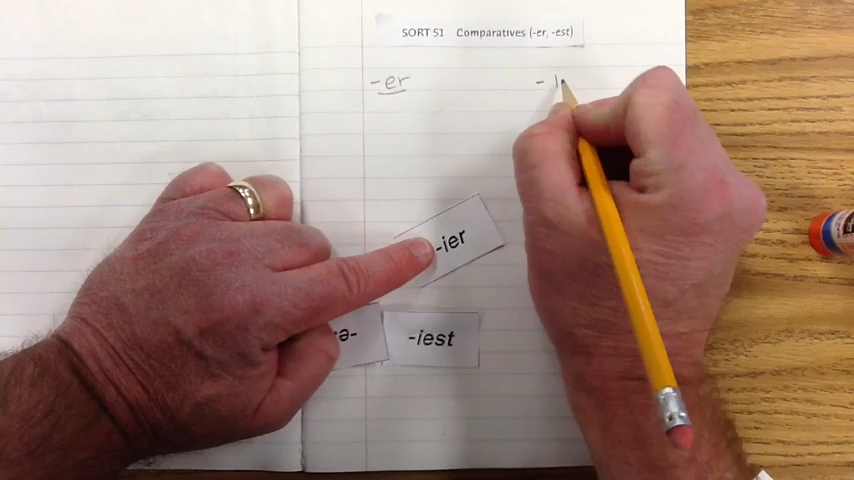 SORT 51 Comparatives (-er, -est)
-er - i
-ier
-iest